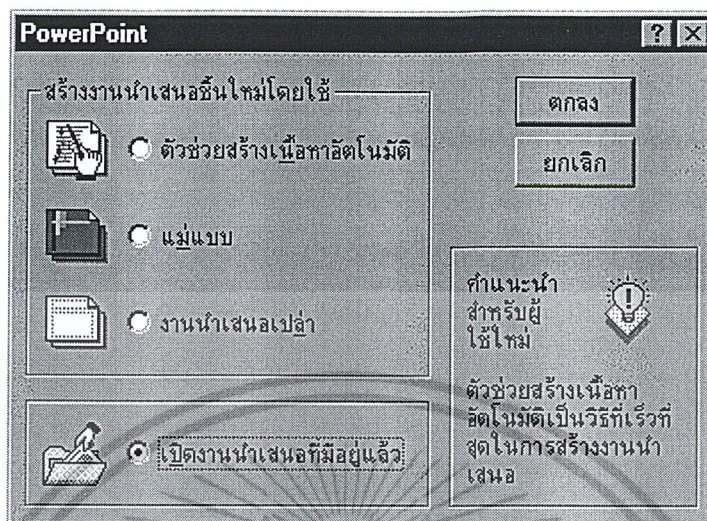 PowerPoint
สร้างงานนำเสนอชิ้นใหม่โดยใช้
ตัวช่วยสร้างเนื้อหาอัตโนมัติ
แม่แบบ
งานนำเสนอเปล่า
เปิดงานนำเสนอที่มีอยู่แล้ว
ตกลง
ยกเลิก
คำแนะนำ
สำหรับผู้
ใช้ใหม่
ตัวช่วยสร้างเนื้อหา
อัตโนมัติเป็นวิธีที่เร็วที่
สุดในการสร้างงานนำ
เสนอ